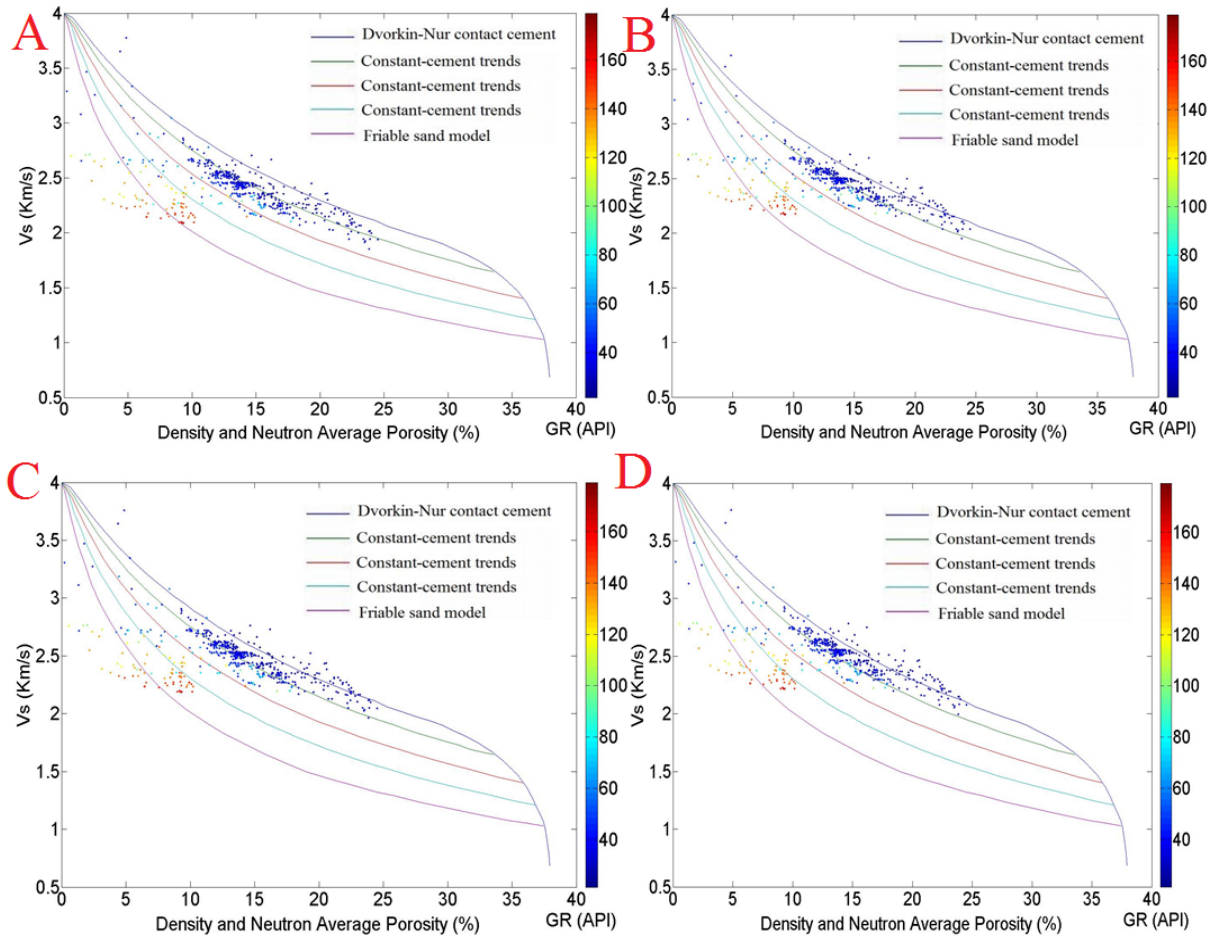 A
Dvorkin-Nur contact cement
Constant-cement trends
Constant-cement trends
Constant-cement trends
Friable sand model
4
3.5
3
2.5
2
1.5
1
0.5
Vs (Km/s)
0 5 10 15 20 25 30 35 40
Density and Neutron Average Porosity (%)
GR (API)
160
140
120
100
80
60
40
B
Dvorkin-Nur contact cement
Constant-cement trends
Constant-cement trends
Constant-cement trends
Friable sand model
4
3.5
3
2.5
2
1.5
1
0.5
Vs (Km/s)
0 5 10 15 20 25 30 35 40
Density and Neutron Average Porosity (%)
GR (API)
160
140
120
100
80
60
40
C
Dvorkin-Nur contact cement
Constant-cement trends
Constant-cement trends
Constant-cement trends
Friable sand model
4
3.5
3
2.5
2
1.5
1
0.5
Vs (Km/s)
0 5 10 15 20 25 30 35 40
Density and Neutron Average Porosity (%)
GR (API)
160
140
120
100
80
60
40
D
Dvorkin-Nur contact cement
Constant-cement trends
Constant-cement trends
Constant-cement trends
Friable sand model
4
3.5
3
2.5
2
1.5
1
0.5
Vs (Km/s)
0 5 10 15 20 25 30 35 40
Density and Neutron Average Porosity (%)
GR (API)
160
140
120
100
80
60
40